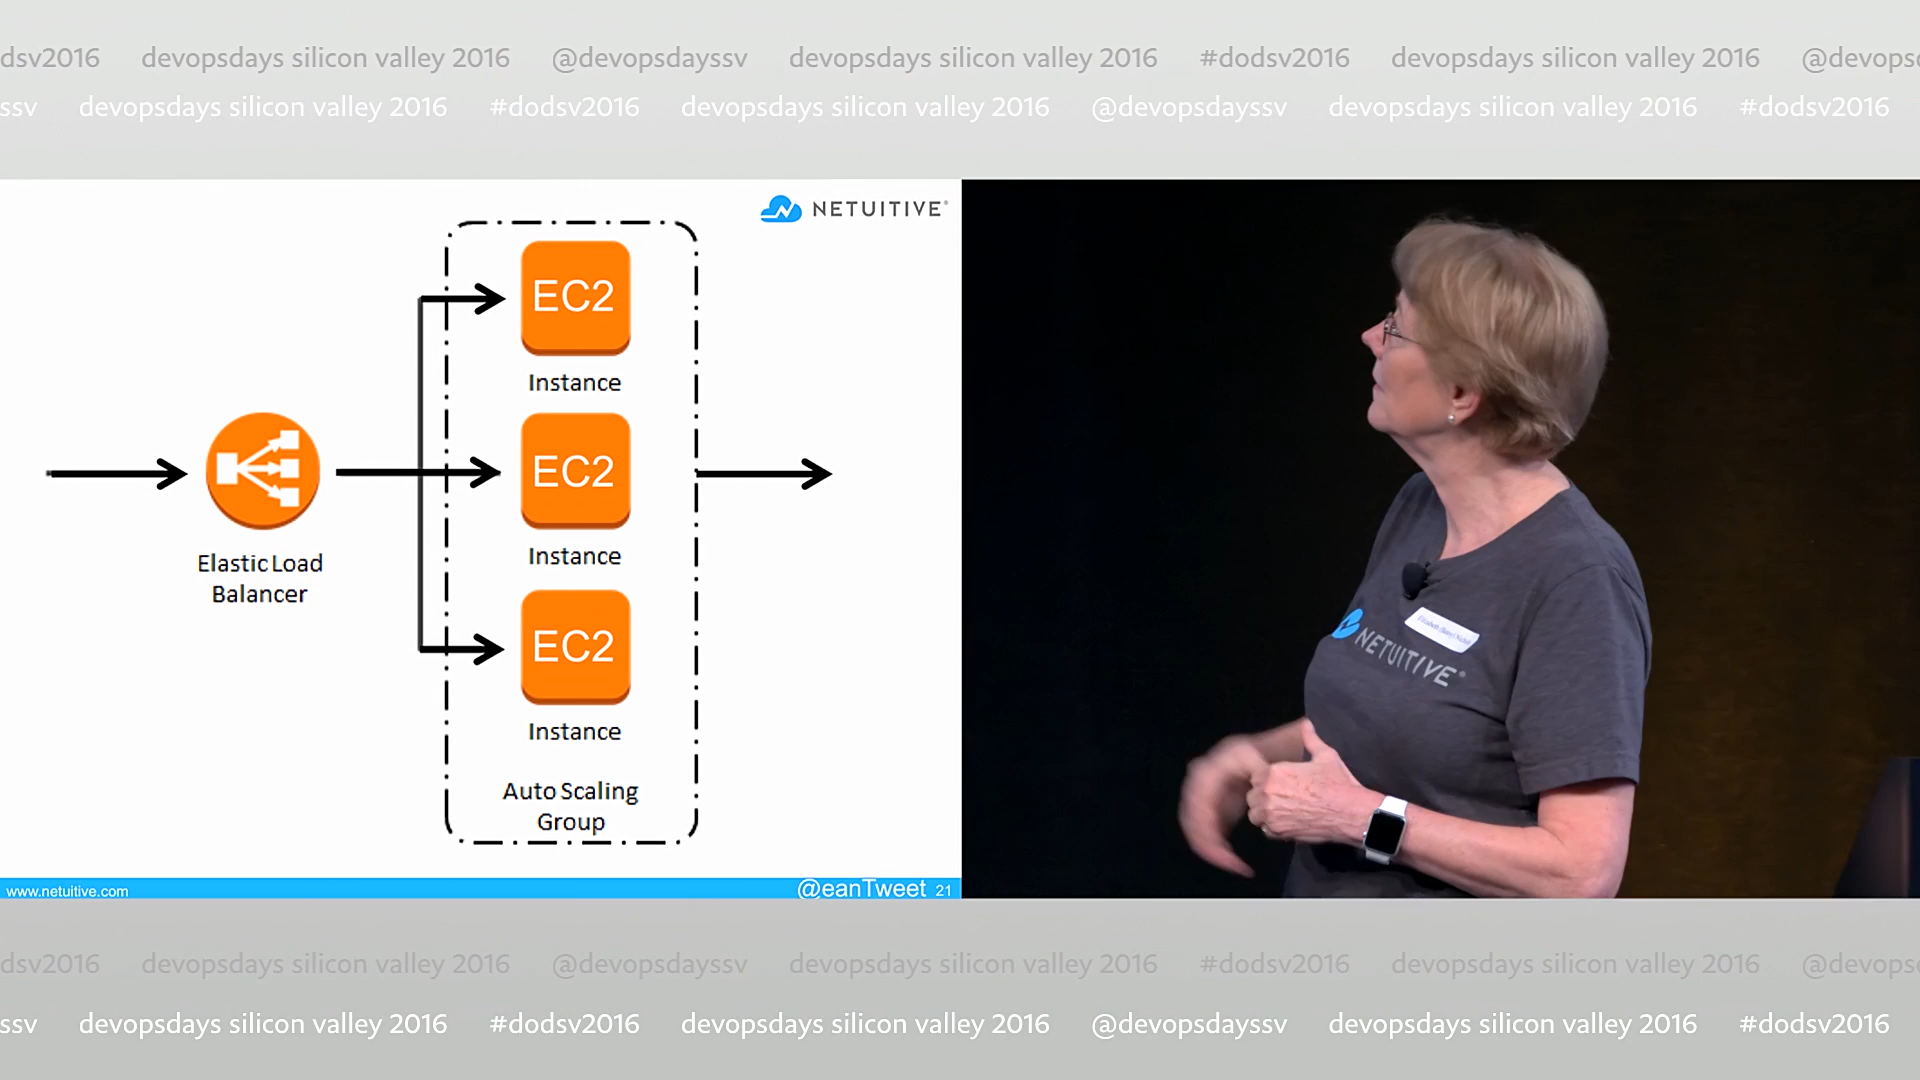 dsv2016 devopsdays silicon valley 2016 @devopsdayssv devopsdays silicon valley 2016 #dodsv2016 devopsdays silicon valley 2016 @devops
ssv devopsdays silicon valley 2016 #dodsv2016 devopsdays silicon valley 2016 @devopsdayssv devopsdays silicon valley 2016 #dodsv2016
NETUITIVE®
EC2
Instance
EC2
Instance
EC2
Instance
Elastic Load
Balancer
Auto Scaling
Group
www.netuitive.com @eanTweet 21
NETUITIVE®
dsv2016 devopsdays silicon valley 2016 @devopsdayssv devopsdays silicon valley 2016 #dodsv2016 devopsdays silicon valley 2016 @devops
ssv devopsdays silicon valley 2016 #dodsv2016 devopsdays silicon valley 2016 @devopsdayssv devopsdays silicon valley 2016 #dodsv2016